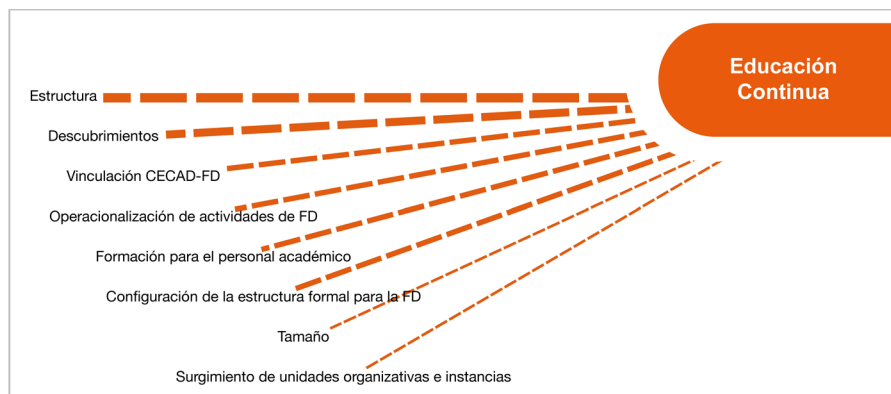 Educación
Continua
Estructura
Descubrimientos
Vinculación CECAD-FD
Operacionalización de actividades de FD
Formación para el personal académico
Configuración de la estructura formal para la FD
Tamaño
Surgimiento de unidades organizativas e instancias